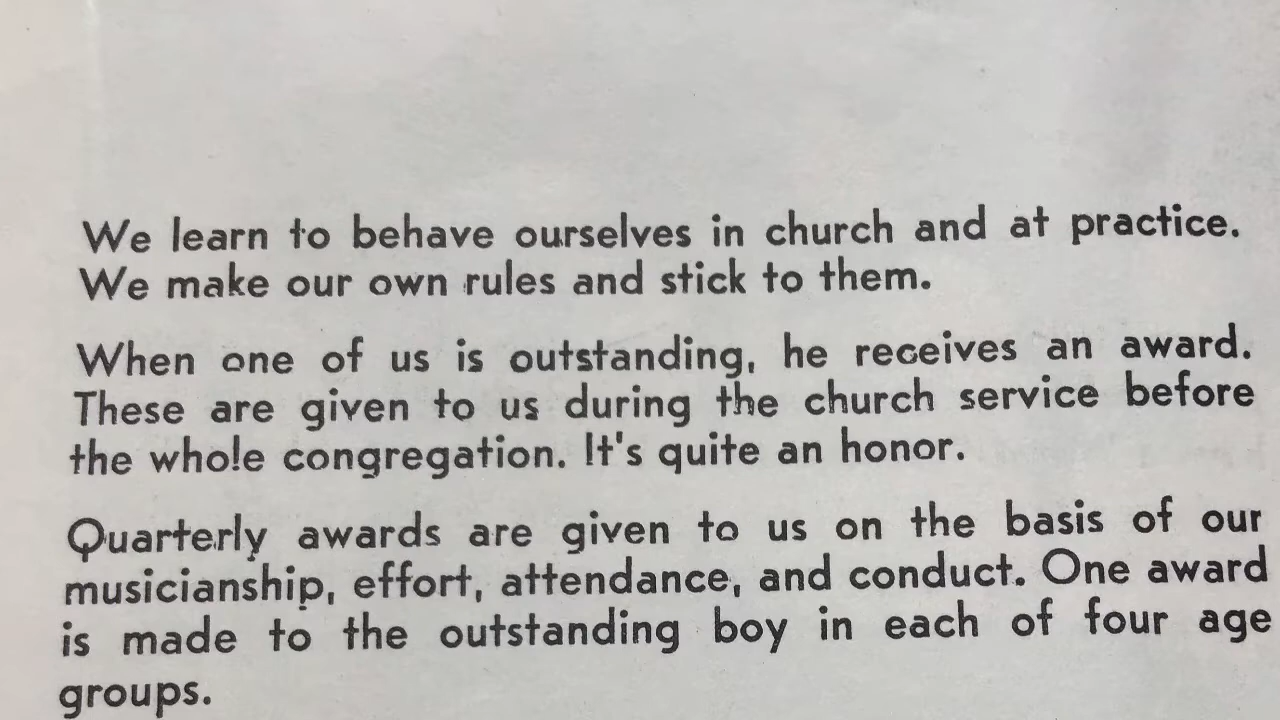 We learn to behave ourselves in church and at practice.
We make our own rules and stick to them.
When one of us is outstanding, he receives an award.
These are given to us during the church service before
the whole congregation. It's quite an honor.
Quarterly awards are given to us on the basis of our
musicianship, effort, attendance, and conduct. One award
is made to the outstanding boy in each of four age
groups.